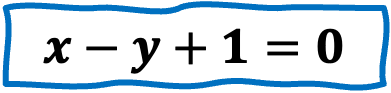 x − y + 1 = 0